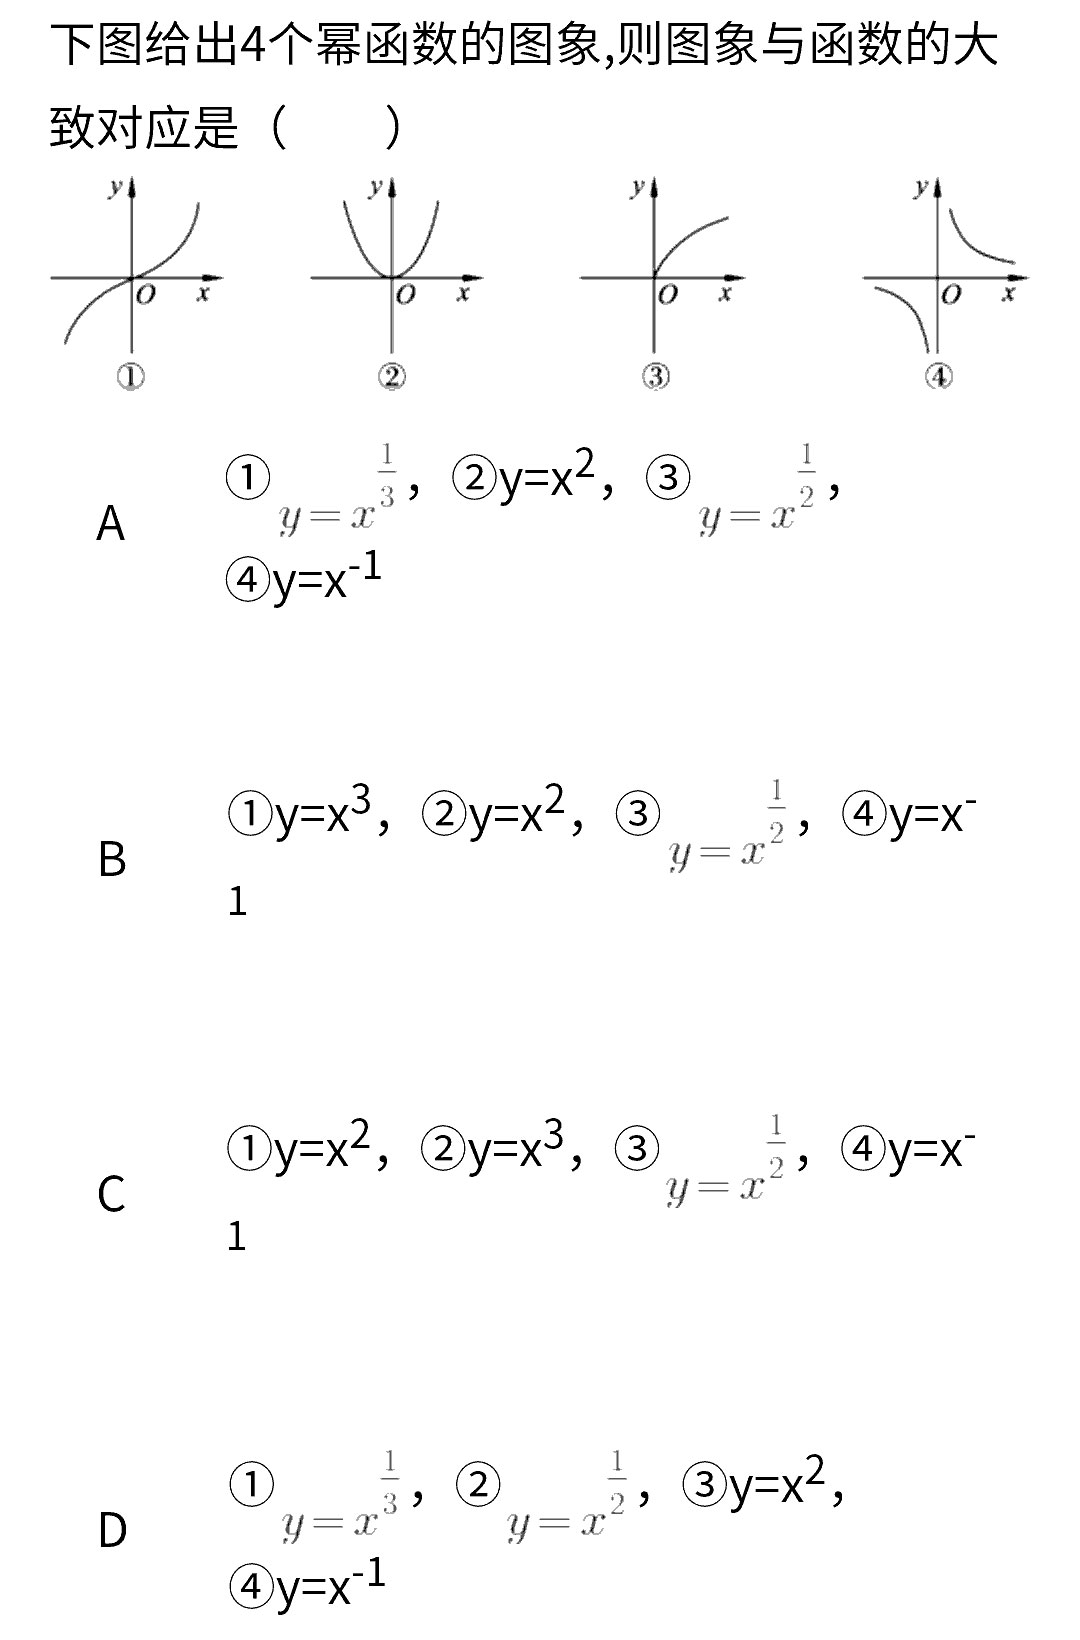 下图给出4个幂函数的图象,则图象与函数的大
致对应是（　　）
y y y y
O x O x O x O x
① ② ③ ④
A ①y=x^{1/3}，②y=x²，③y=x^{1/2}，
④y=x⁻¹
B ①y=x³，②y=x²，③y=x^{1/2}，④y=x⁻
1
C ①y=x²，②y=x³，③y=x^{1/2}，④y=x⁻
1
D ①y=x^{1/3}，②y=x^{1/2}，③y=x²，
④y=x⁻¹